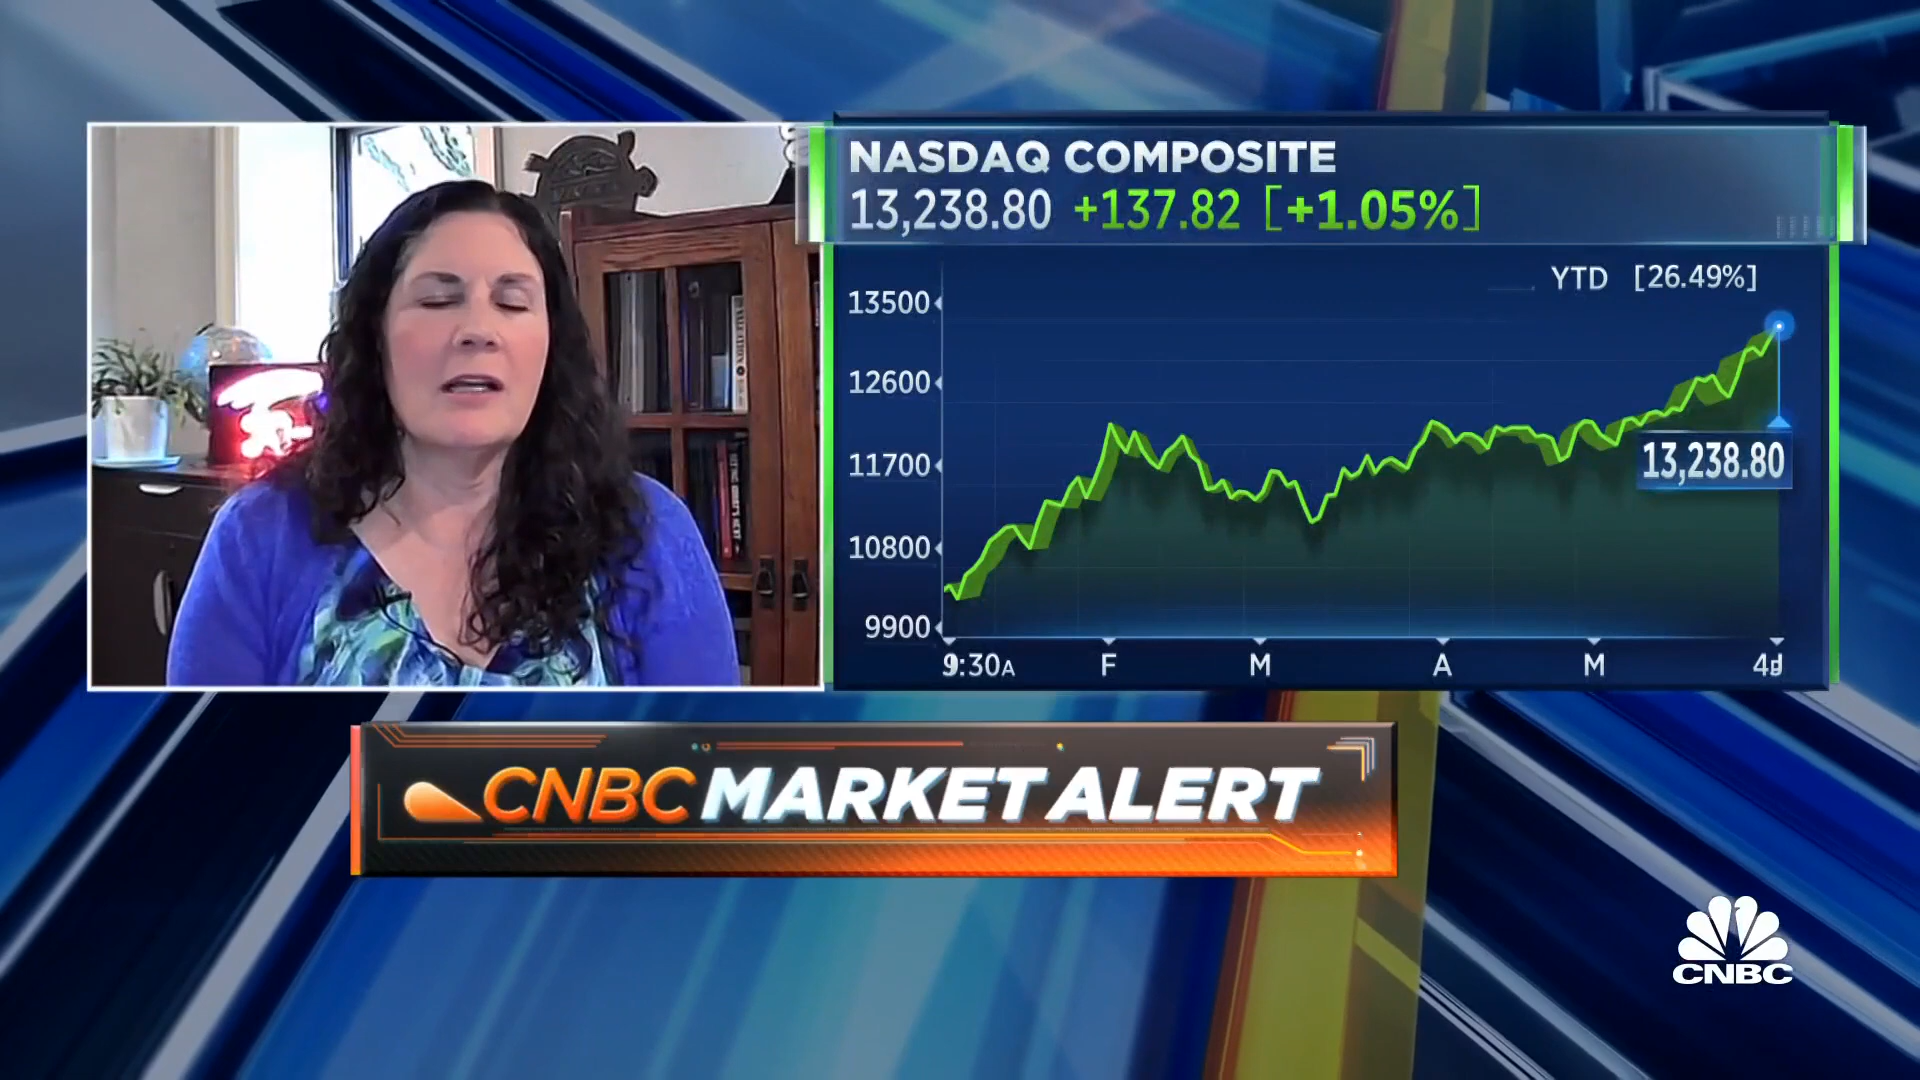 NASDAQ COMPOSITE
13,238.80 +137.82 [+1.05%]
YTD [26.49%]
13500
12600
11700
10800
9900
13,238.80
9:30A F M A M
CNBC MARKET ALERT
CNBC